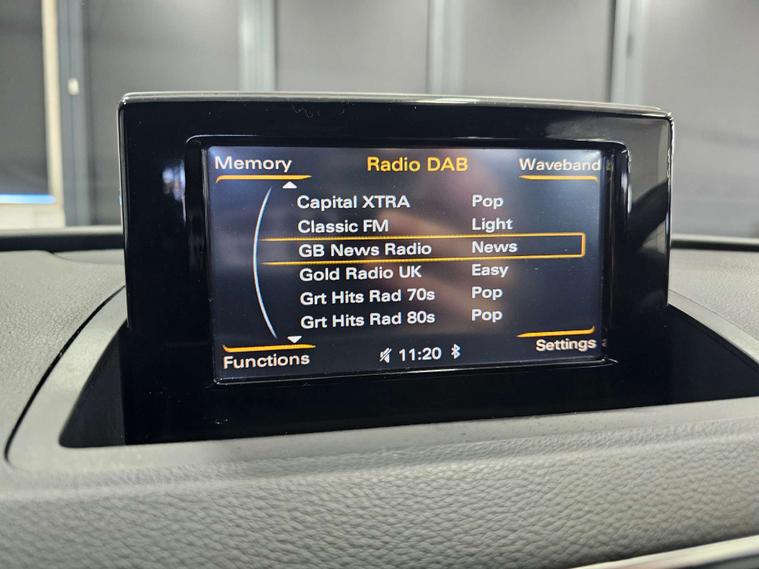 Memory Radio DAB Waveband
Capital XTRA Pop
Classic FM Light
GB News Radio News
Gold Radio UK Easy
Grt Hits Rad 70s Pop
Grt Hits Rad 80s Pop
Functions 11:20 Settings